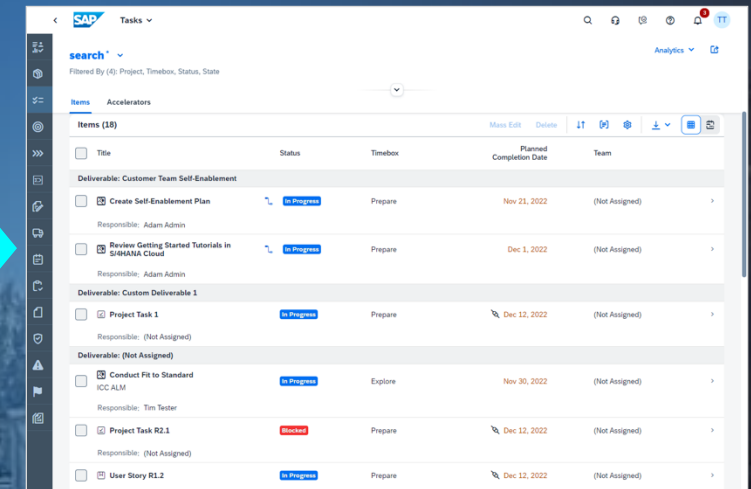 SAP Tasks
3 TT
search*
Analytics
Filtered By (4): Project, Timebox, Status, State
Items Accelerators
Items (18) Mass Edit Delete
Title Status Timebox Planned Completion Date Team
Deliverable: Customer Team Self-Enablement
Create Self-Enablement Plan In Progress Prepare Nov 21, 2022 (Not Assigned)
Responsible: Adam Admin
Review Getting Started Tutorials in
S/4HANA Cloud In Progress Prepare Dec 1, 2022 (Not Assigned)
Responsible: Adam Admin
Deliverable: Custom Deliverable 1
Project Task 1 In Progress Prepare Dec 12, 2022 (Not Assigned)
Responsible: (Not Assigned)
Deliverable: (Not Assigned)
Conduct Fit to Standard
ICC ALM In Progress Explore Nov 30, 2022 (Not Assigned)
Responsible: Tim Tester
Project Task R2.1 Blocked Prepare Dec 12, 2022 (Not Assigned)
Responsible: (Not Assigned)
User Story R1.2 In Progress Prepare Dec 12, 2022 (Not Assigned)